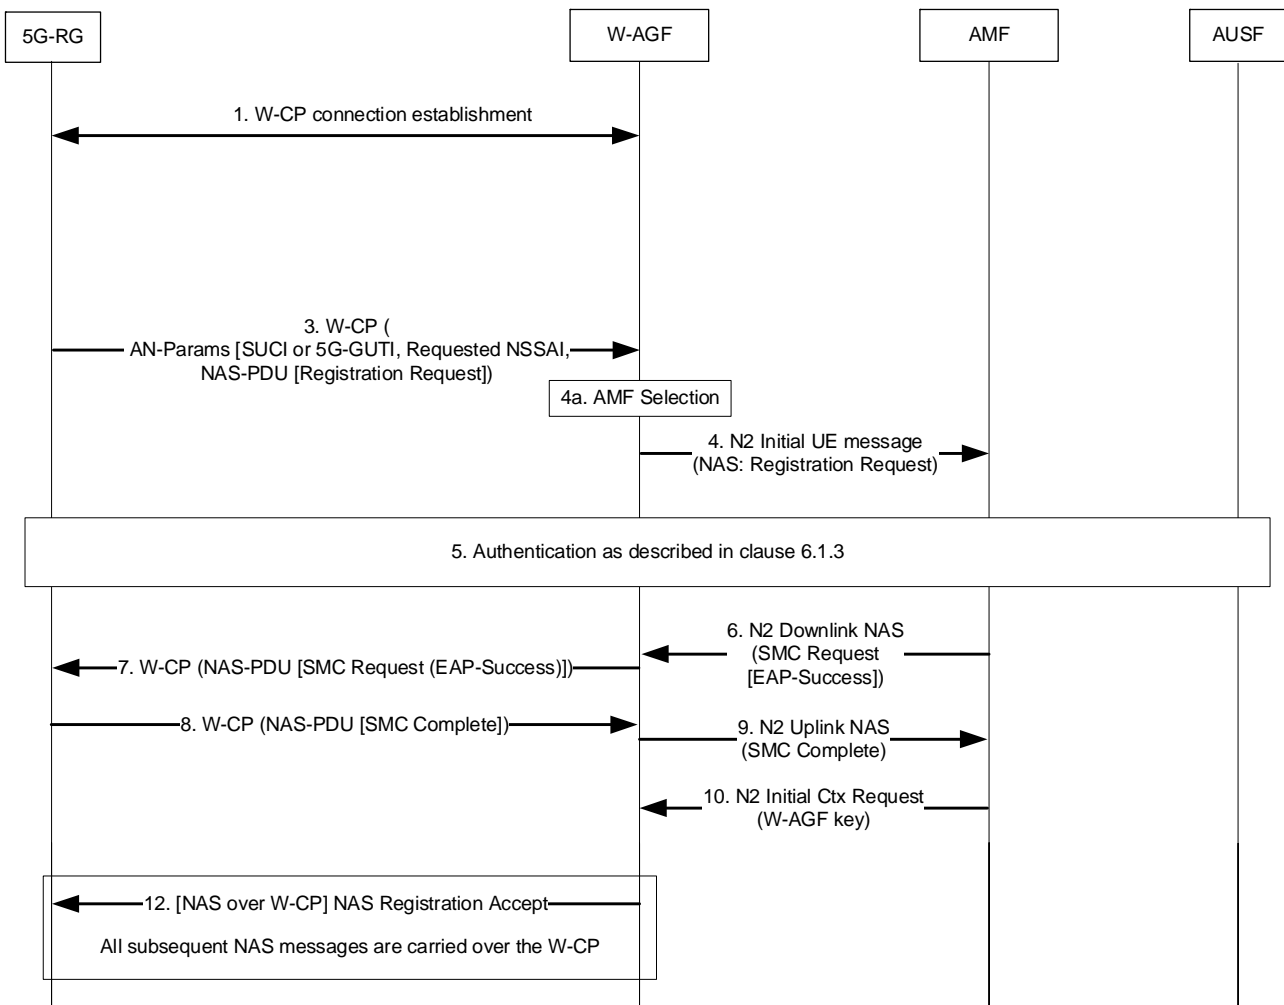 5G-RG
W-AGF
AMF
AUSF
1. W-CP connection establishment
3. W-CP (
AN-Params [SUCI or 5G-GUTI, Requested NSSAI,
NAS-PDU [Registration Request])
4a. AMF Selection
4. N2 Initial UE message
(NAS: Registration Request)
5. Authentication as described in clause 6.1.3
6. N2 Downlink NAS
(SMC Request
[EAP-Success])
7. W-CP (NAS-PDU [SMC Request (EAP-Success)])
8. W-CP (NAS-PDU [SMC Complete])
9. N2 Uplink NAS
(SMC Complete)
10. N2 Initial Ctx Request
(W-AGF key)
12. [NAS over W-CP] NAS Registration Accept
All subsequent NAS messages are carried over the W-CP